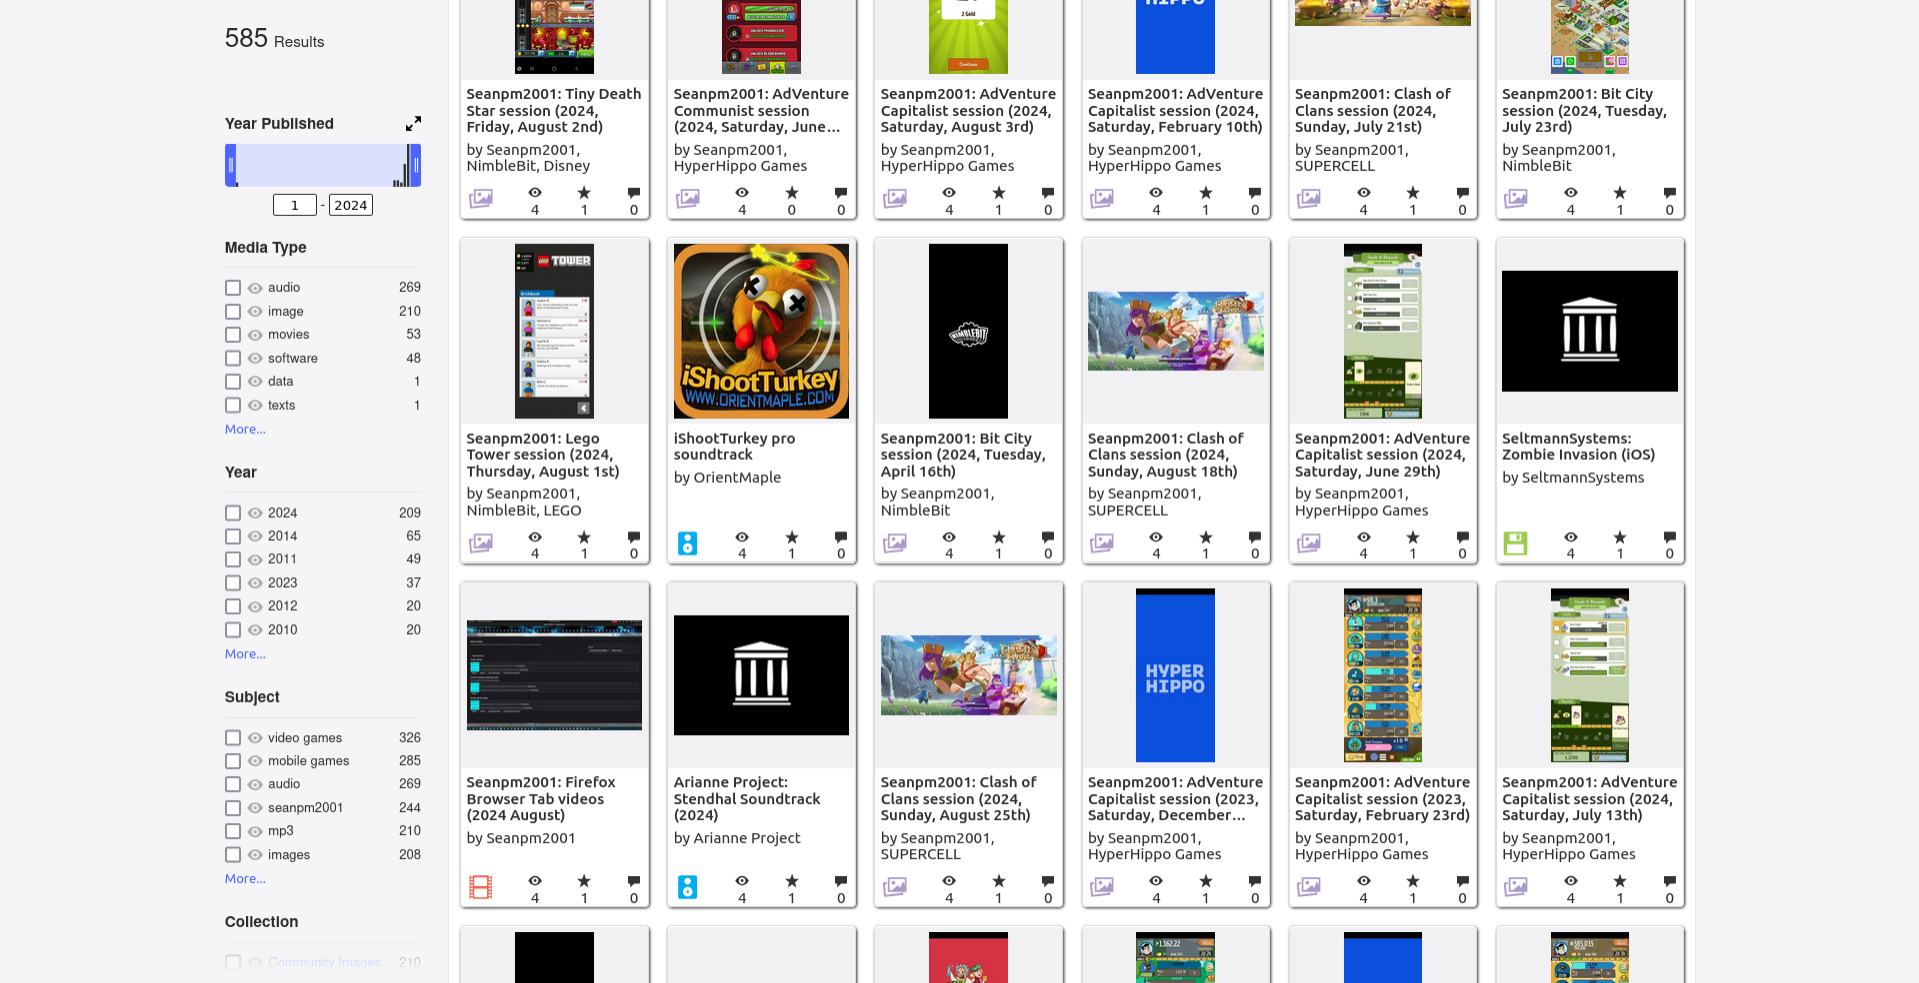 585 Results
Year Published
1 - 2024
Media Type
audio 269
image 210
movies 53
software 48
data 1
texts 1
More...
Year
2024 209
2014 65
2011 49
2023 37
2012 20
2010 20
More...
Subject
video games 326
mobile games 285
audio 269
seanpm2001 244
mp3 210
images 208
More...
Collection
Community Images 210
2 Gold
Continue
HIPPO
Seanpm2001: Tiny Death
Star session (2024,
Friday, August 2nd)
by Seanpm2001,
NimbleBit, Disney
4 1 0
Seanpm2001: AdVenture
Communist session
(2024, Saturday, June...
by Seanpm2001,
HyperHippo Games
4 0 0
Seanpm2001: AdVenture
Capitalist session (2024,
Saturday, August 3rd)
by Seanpm2001,
HyperHippo Games
4 1 0
Seanpm2001: AdVenture
Capitalist session (2024,
Saturday, February 10th)
by Seanpm2001,
HyperHippo Games
4 1 0
Seanpm2001: Clash of
Clans session (2024,
Sunday, July 21st)
by Seanpm2001,
SUPERCELL
4 1 0
Seanpm2001: Bit City
session (2024, Tuesday,
July 23rd)
by Seanpm2001,
NimbleBit
4 1 0
LEGO TOWER
Seanpm2001: Lego
Tower session (2024,
Thursday, August 1st)
by Seanpm2001,
NimbleBit, LEGO
4 1 0
iShootTurkey
WWW.ORIENTMAPLE.COM
iShootTurkey pro
soundtrack
by OrientMaple
4 1 0
NIMBLEBIT
Seanpm2001: Bit City
session (2024, Tuesday,
April 16th)
by Seanpm2001,
NimbleBit
4 1 0
Seanpm2001: Clash of
Clans session (2024,
Sunday, August 18th)
by Seanpm2001,
SUPERCELL
4 1 0
Seanpm2001: AdVenture
Capitalist session (2024,
Saturday, June 29th)
by Seanpm2001,
HyperHippo Games
4 1 0
SeltmannSystems:
Zombie Invasion (iOS)
by SeltmannSystems
4 1 0
Seanpm2001: Firefox
Browser Tab videos
(2024 August)
by Seanpm2001
4 1 0
Arianne Project:
Stendhal Soundtrack
(2024)
by Arianne Project
4 1 0
Seanpm2001: Clash of
Clans session (2024,
Sunday, August 25th)
by Seanpm2001,
SUPERCELL
4 1 0
HYPER
HIPPO
Seanpm2001: AdVenture
Capitalist session (2023,
Saturday, December...
by Seanpm2001,
HyperHippo Games
4 1 0
Seanpm2001: AdVenture
Capitalist session (2023,
Saturday, February 23rd)
by Seanpm2001,
HyperHippo Games
4 1 0
Seanpm2001: AdVenture
Capitalist session (2024,
Saturday, July 13th)
by Seanpm2001,
HyperHippo Games
4 1 0